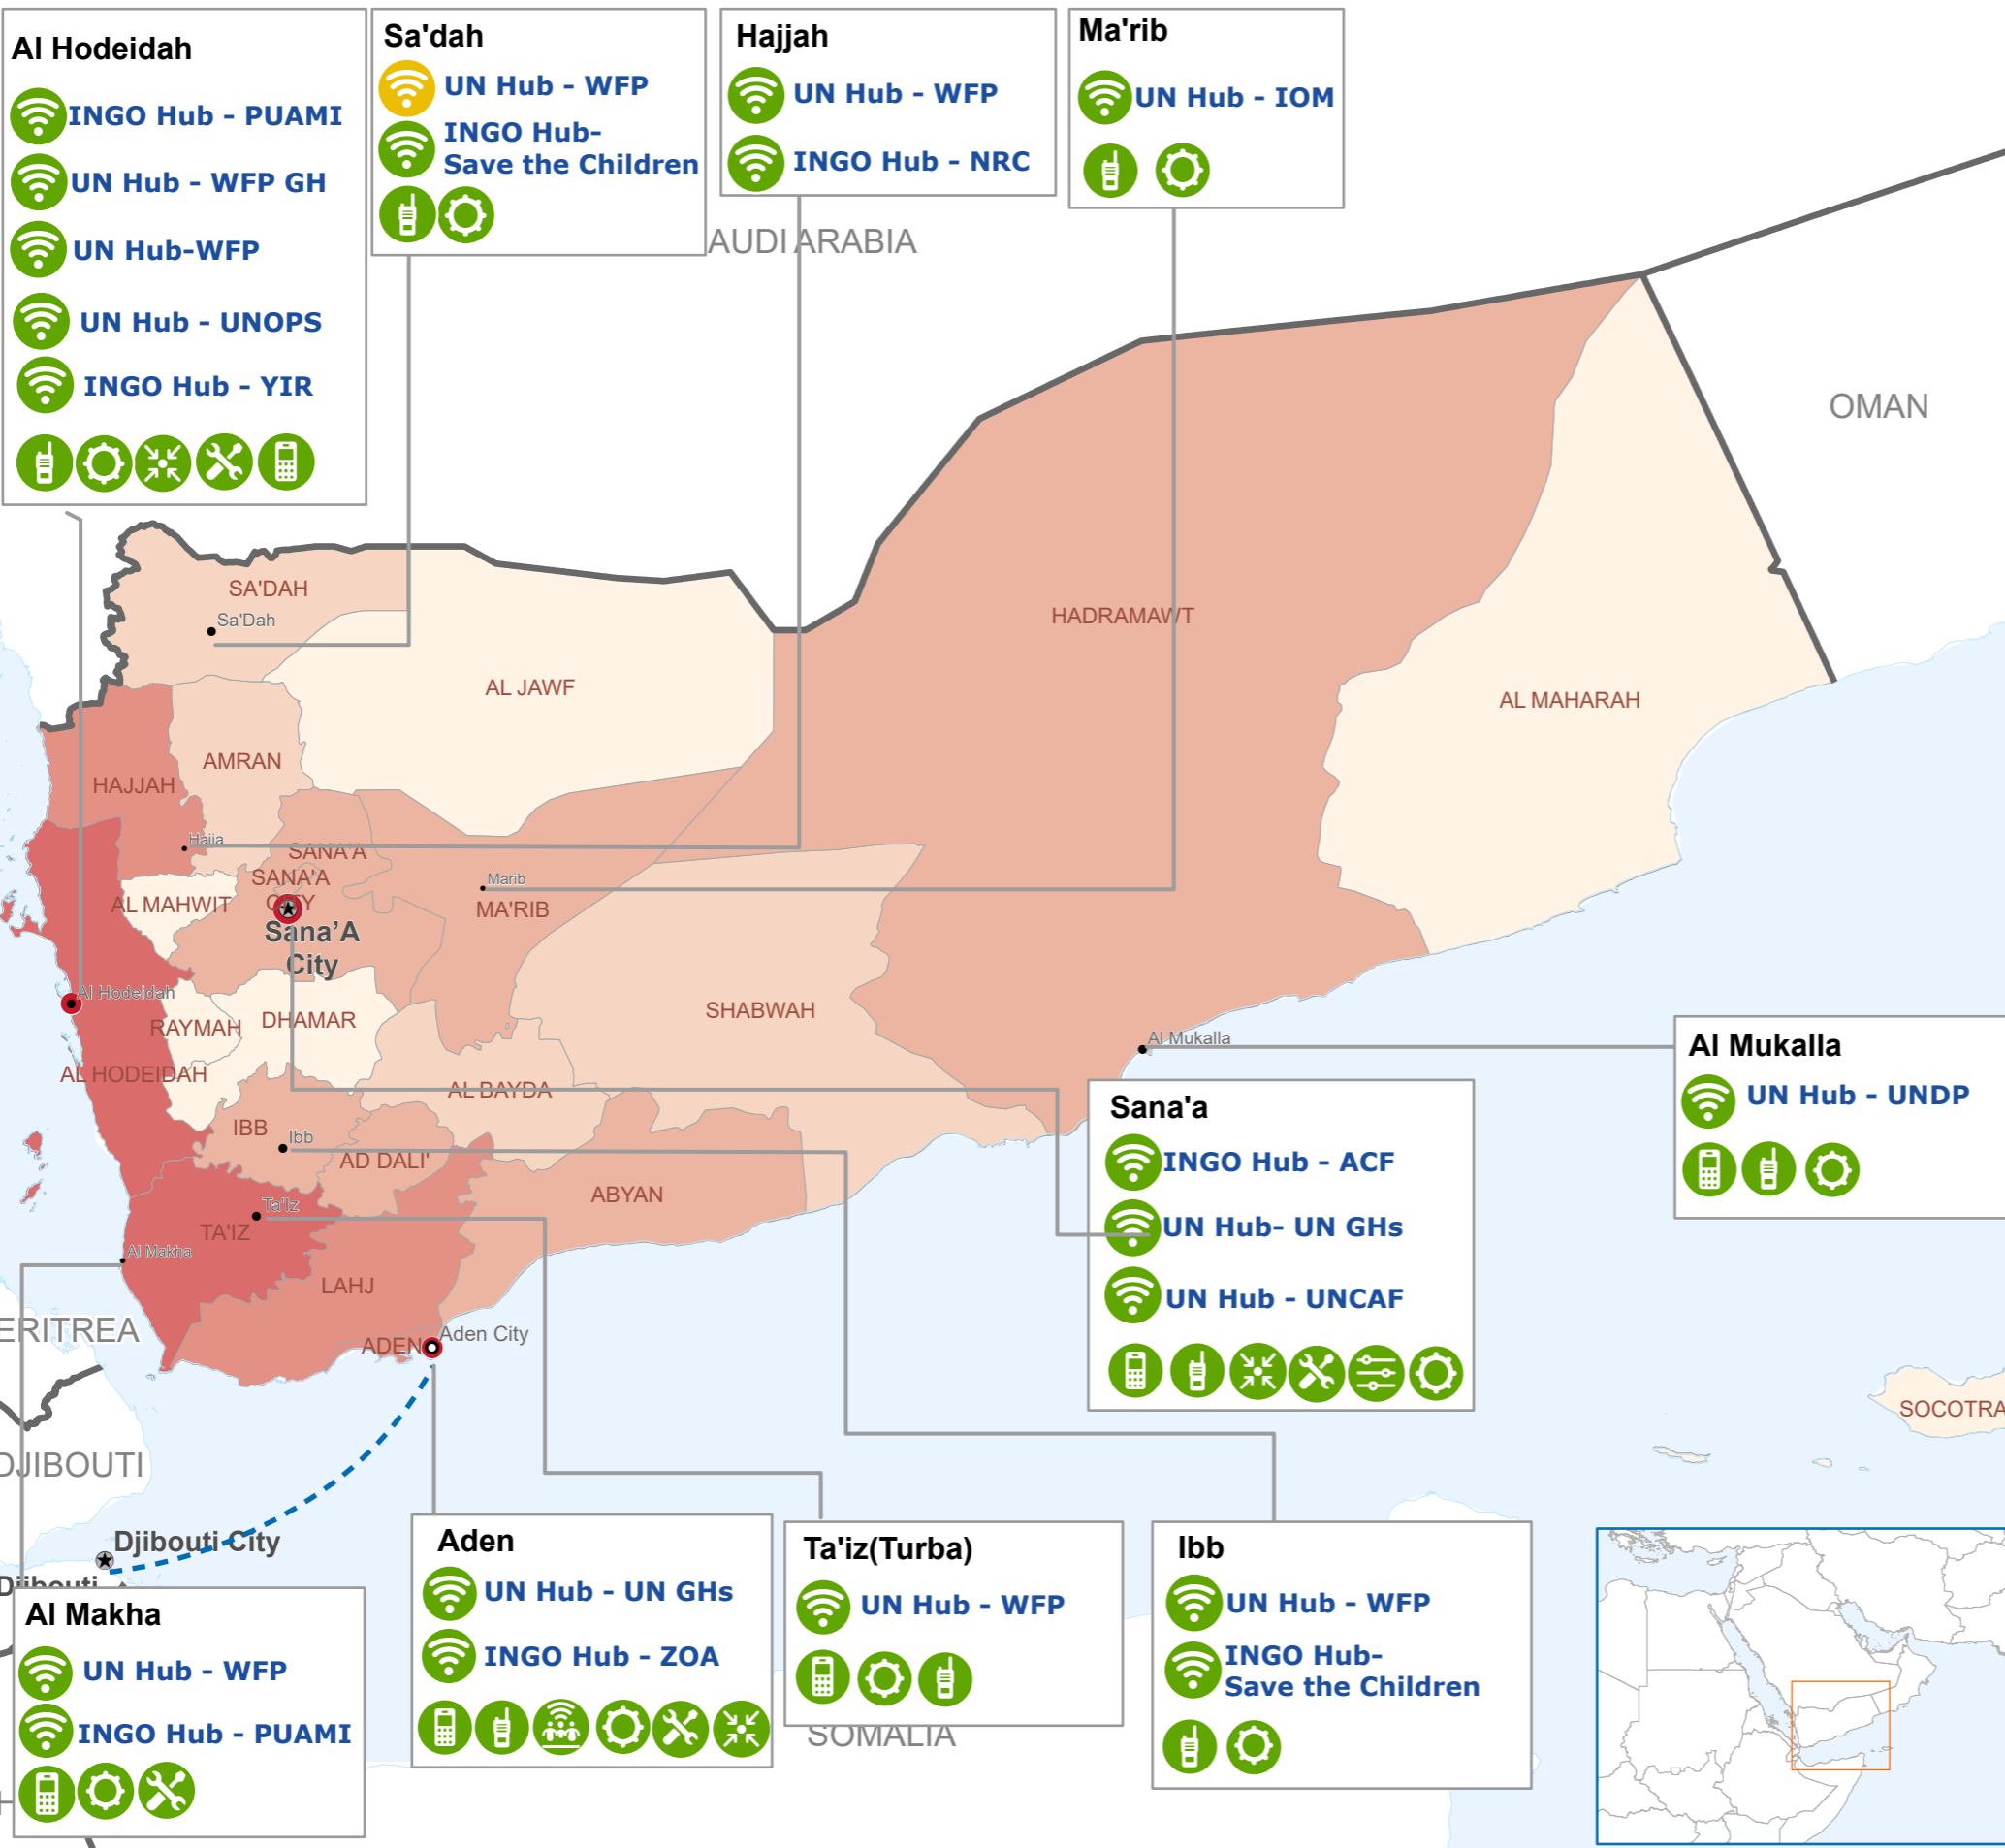 Al Hodeidah
INGO Hub - PUAMI
UN Hub - WFP GH
UN Hub-WFP
UN Hub - UNOPS
INGO Hub - YIR
Sa'dah
UN Hub - WFP
INGO Hub-
Save the Children
Hajjah
UN Hub - WFP
INGO Hub - NRC
Ma'rib
UN Hub - IOM
AUDI ARABIA
OMAN
SA'DAH
Sa'Dah
HADRAMAWT
AL JAWF
AL MAHARAH
AMRAN
HAJJAH
Hajja
SANA'A
SANA'A
CITY
Sana'A
City
AL MAHWIT
Marib
MA'RIB
Al Hodeidah
RAYMAH
DHAMAR
SHABWAH
Al Mukalla
AL HODEIDAH
AL BAYDA
IBB
Ibb
AD DALI'
ABYAN
Ta'Iz
TA'IZ
Al Makha
LAHJ
ADEN
Aden City
ERITREA
DJIBOUTI
Djibouti City
Djibouti
SOCOTRA
SOMALIA
Al Mukalla
UN Hub - UNDP
Sana'a
INGO Hub - ACF
UN Hub- UN GHs
UN Hub - UNCAF
Al Makha
UN Hub - WFP
INGO Hub - PUAMI
Aden
UN Hub - UN GHs
INGO Hub - ZOA
Ta'iz(Turba)
UN Hub - WFP
Ibb
UN Hub - WFP
INGO Hub-
Save the Children